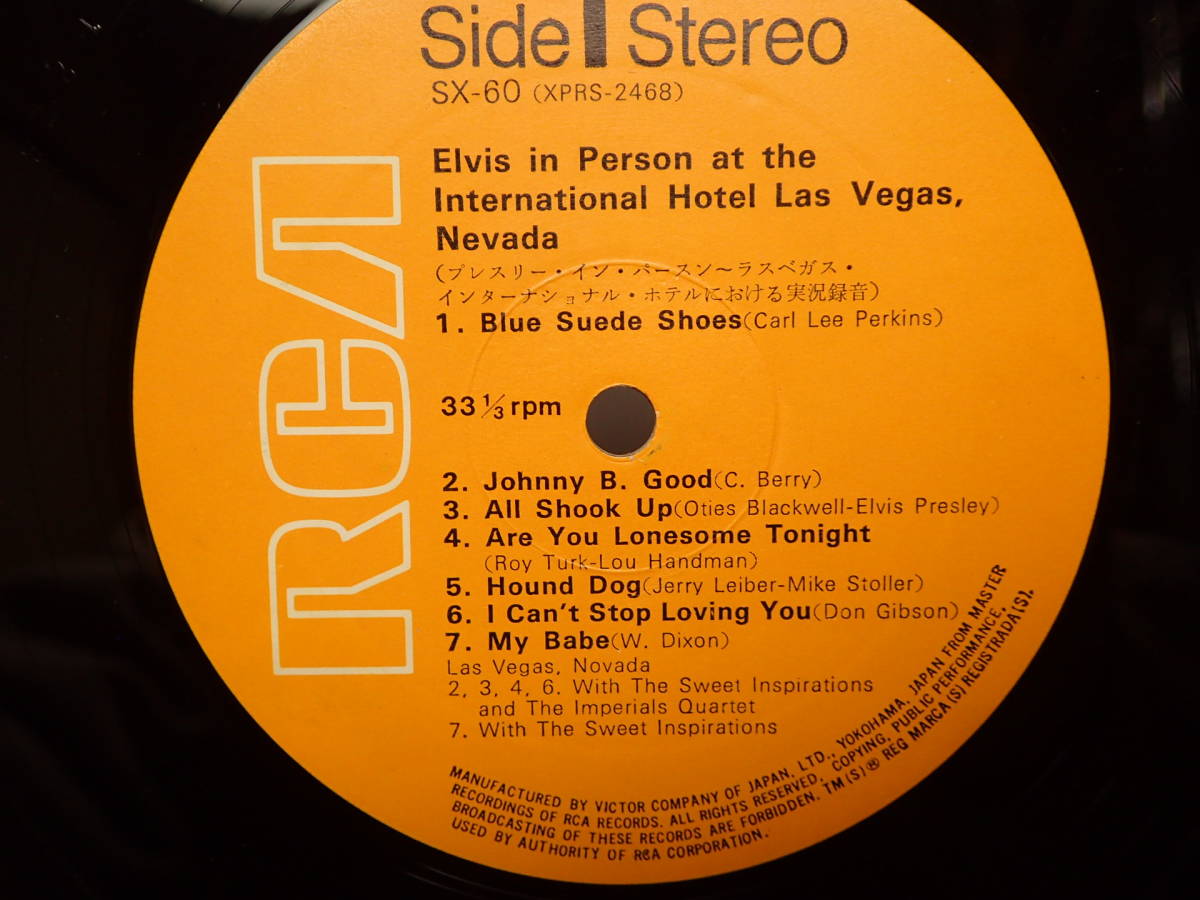 Side 1 Stereo
SX-60 (XPRS-2468)
RCA
Elvis in Person at the
International Hotel Las Vegas,
Nevada
(プレスリー・イン・パースン～ラスベガス・
インターナショナル・ホテルにおける実況録音)
1. Blue Suede Shoes(Carl Lee Perkins)
33 1/3 rpm
2. Johnny B. Good(C. Berry)
3. All Shook Up(Oties Blackwell-Elvis Presley)
4. Are You Lonesome Tonight
(Roy Turk-Lou Handman)
5. Hound Dog(Jerry Leiber-Mike Stoller)
6. I Can't Stop Loving You(Don Gibson)
7. My Babe(W. Dixon)
Las Vegas, Novada
2, 3, 4, 6. With The Sweet Inspirations
and The Imperials Quartet
7. With The Sweet Inspirations
MANUFACTURED BY VICTOR COMPANY OF JAPAN, LTD., YOKOHAMA, JAPAN FROM MASTER
RECORDINGS OF RCA RECORDS. ALL RIGHTS RESERVED, COPYING, PUBLIC PERFORMANCE,
BROADCASTING OF THESE RECORDS ARE FORBIDDEN. TM(S)® REG MARCA(S) REGISTRADA(S).
USED BY AUTHORITY OF RCA CORPORATION.